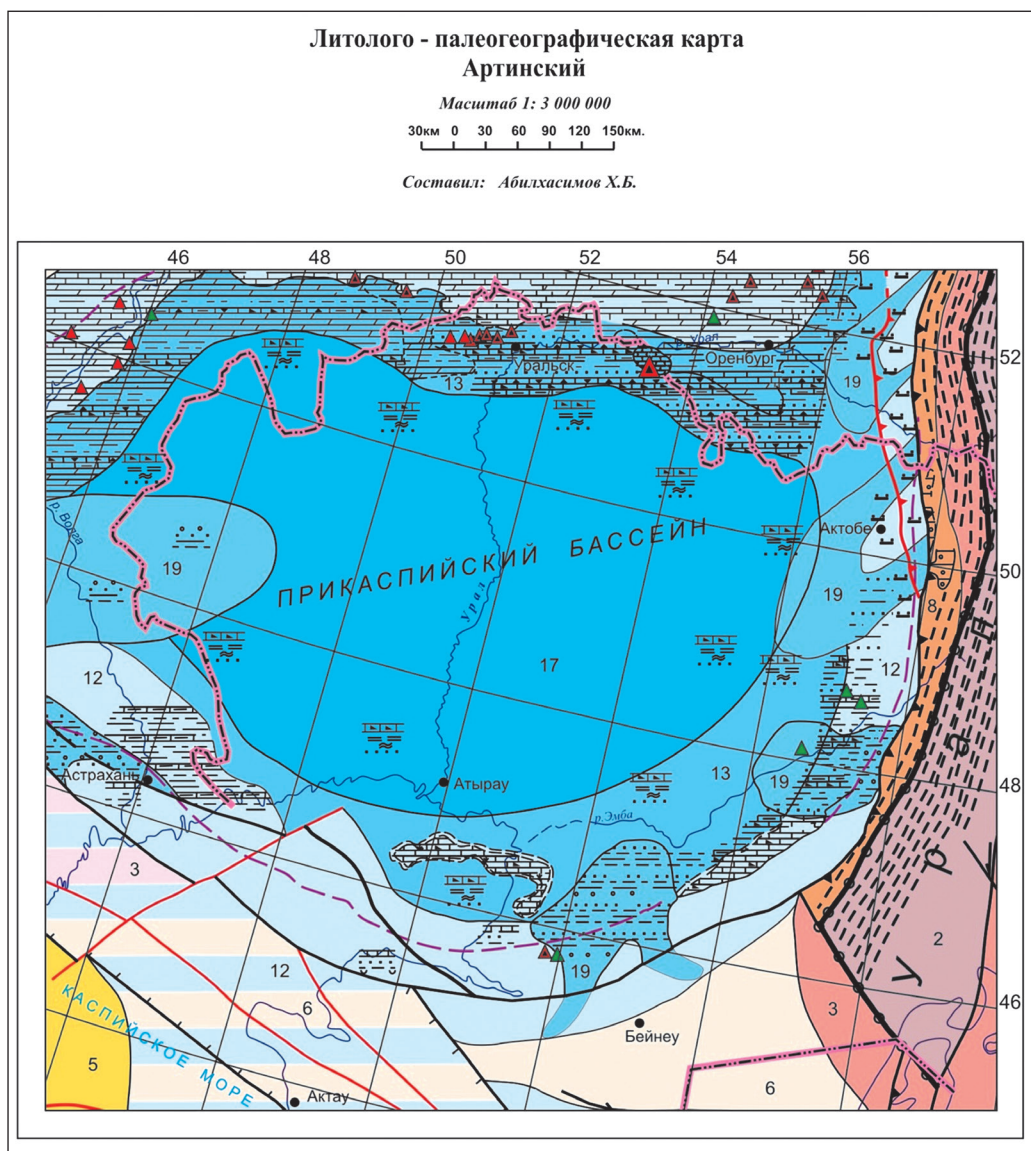 Литолого - палеогеографическая карта
Артинский
Масштаб 1: 3 000 000
30км 0 30 60 90 120 150км.
Составил: Абилхасимов Х.Б.
46 48 50 52 54 56
52
Урал
Оренбург
Уральск
13
19
р. Волга
Актобе
ПРИКАСПИЙСКИЙ БАССЕЙН
50
19
19
8
Урал
17
12
12
Урал
13
19
48
Астрахань
Атырау
р.Эмба
3
2
12
19
46
6
3
Бейнеу
КАСПИЙСКОЕ МОРЕ
5
6
Актау